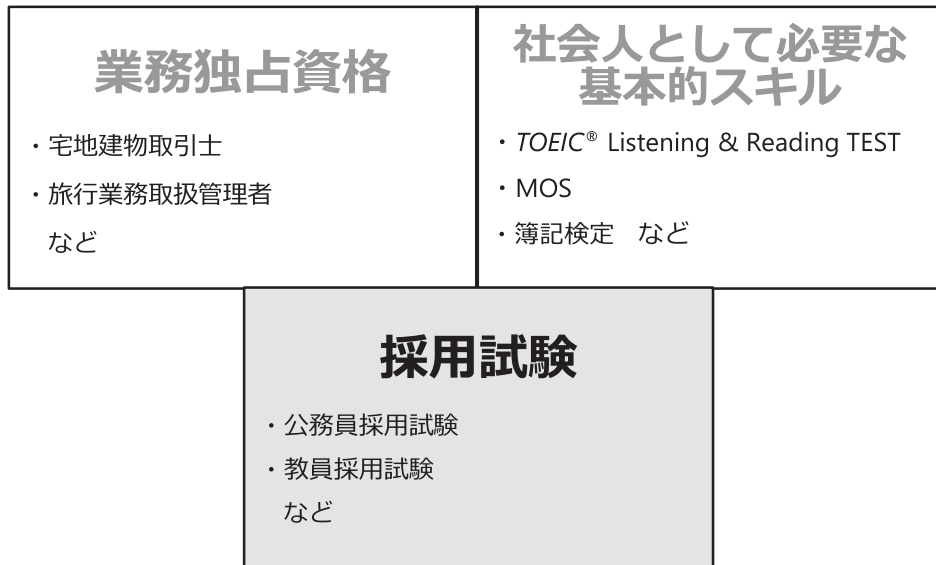 業務独占資格
・宅地建物取引士
・旅行業務取扱管理者
など
社会人として必要な
基本的スキル
・TOEIC® Listening & Reading TEST
・MOS
・簿記検定　など
採用試験
・公務員採用試験
・教員採用試験
など